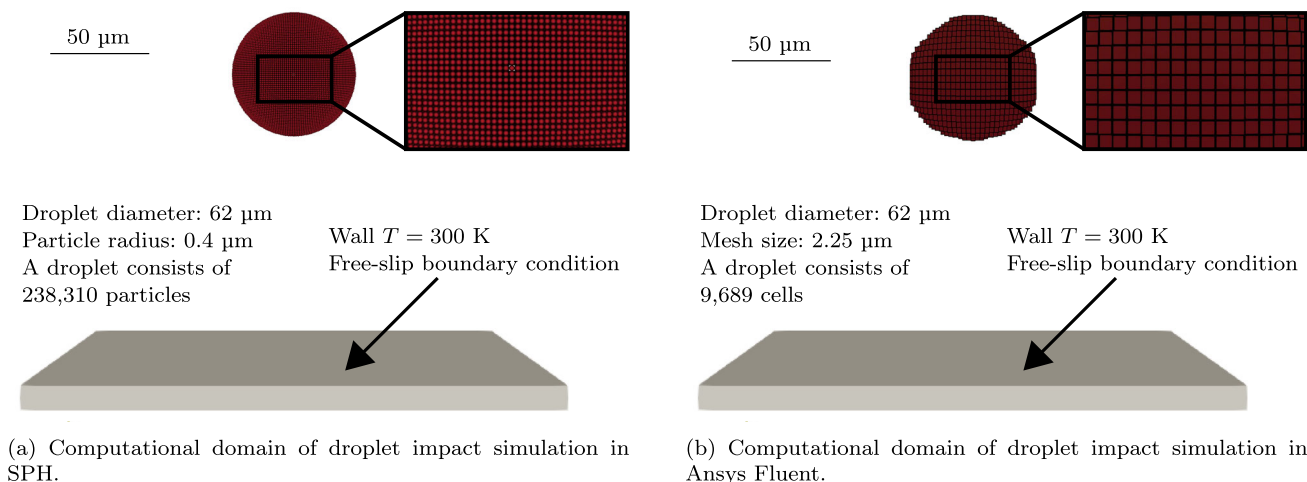 50 µm
Droplet diameter: 62 µm
Particle radius: 0.4 µm
A droplet consists of
238,310 particles
Wall T = 300 K
Free-slip boundary condition
(a) Computational domain of droplet impact simulation in
SPH.
50 µm
Droplet diameter: 62 µm
Mesh size: 2.25 µm
A droplet consists of
9,689 cells
Wall T = 300 K
Free-slip boundary condition
(b) Computational domain of droplet impact simulation in
Ansys Fluent.